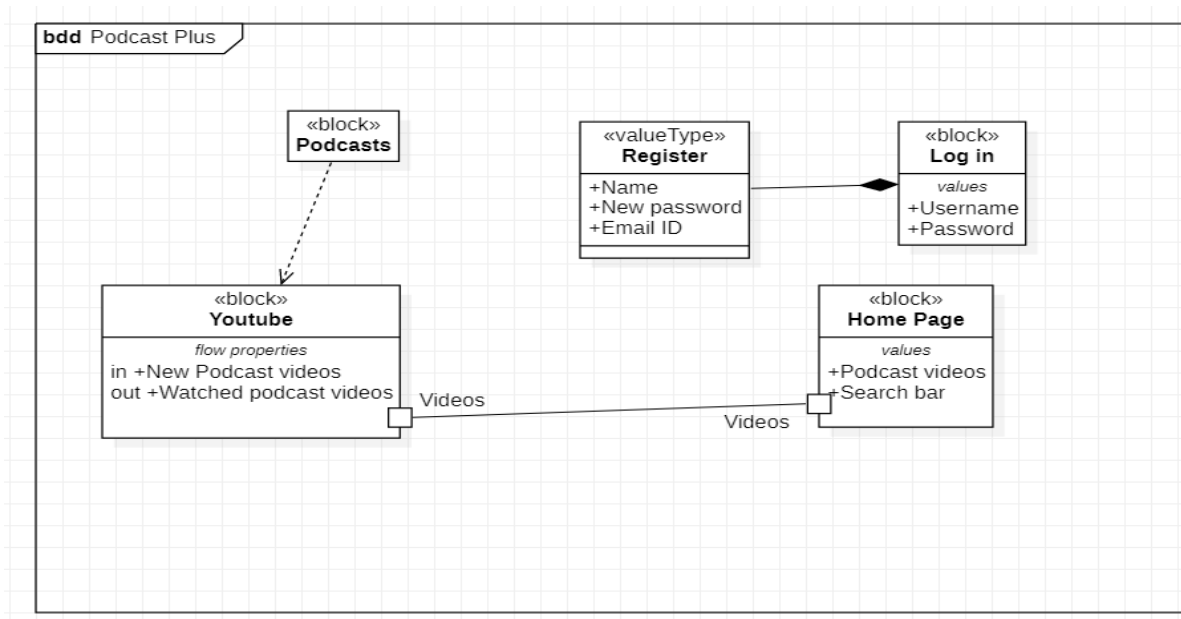 bdd Podcast Plus
«block»
Podcasts
«valueType»
Register
+Name
+New password
+Email ID
«block»
Log in
values
+Username
+Password
«block»
Youtube
flow properties
in +New Podcast videos
out +Watched podcast videos
Videos
«block»
Home Page
values
+Podcast videos
+Search bar
Videos